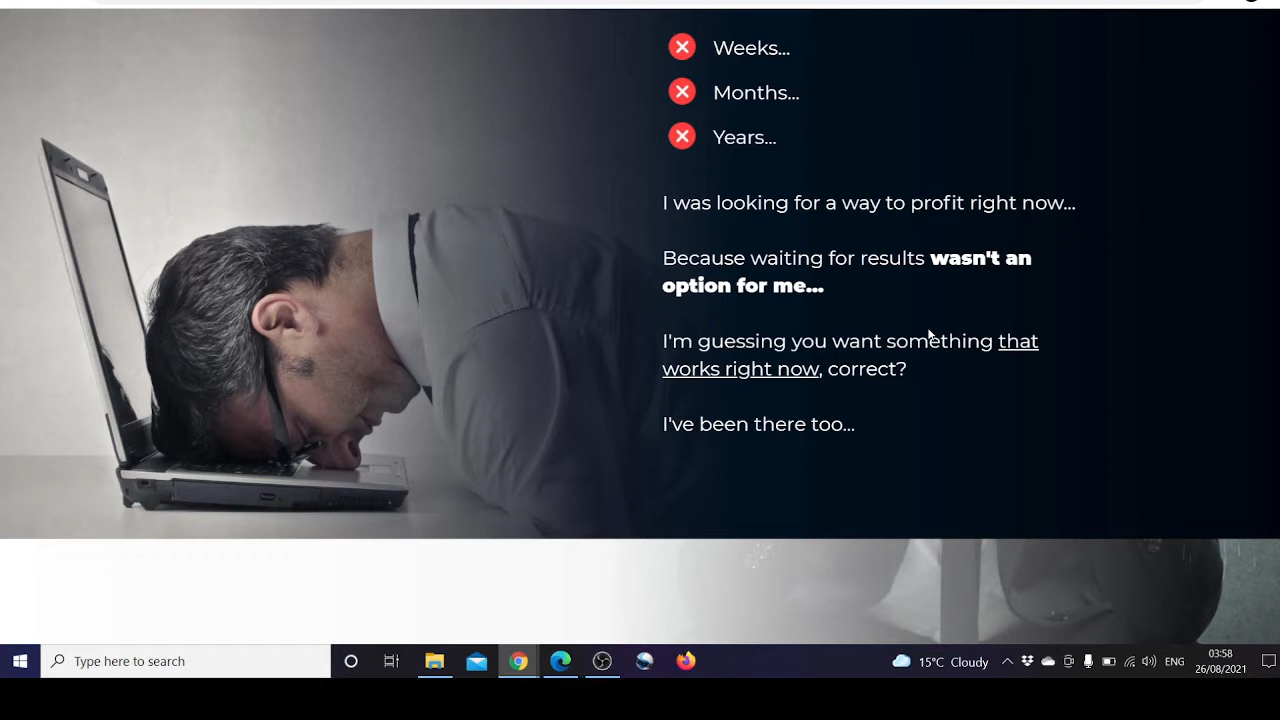 Weeks...
Months...
Years...
I was looking for a way to profit right now...
Because waiting for results wasn't an
option for me...
I'm guessing you want something that
works right now, correct?
I've been there too...
Type here to search
15°C Cloudy
ENG
03:58
26/08/2021